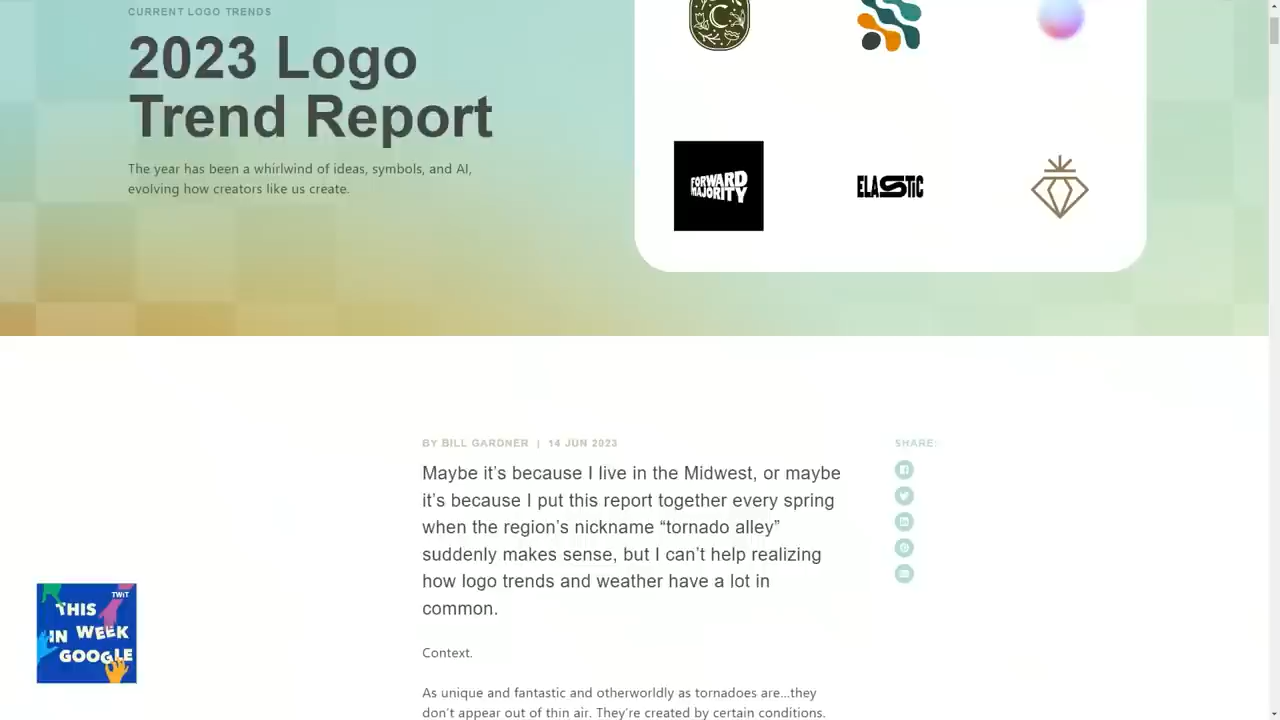 CURRENT LOGO TRENDS
2023 Logo
Trend Report
The year has been a whirlwind of ideas, symbols, and AI,
evolving how creators like us create.
C
FORWARD
MAJORITY
ELASTIC
BY BILL GARDNER | 14 JUN 2023
SHARE:
Maybe it's because I live in the Midwest, or maybe
it's because I put this report together every spring
when the region's nickname “tornado alley”
suddenly makes sense, but I can't help realizing
how logo trends and weather have a lot in
common.
Context.
As unique and fantastic and otherworldly as tornadoes are...they
don't appear out of thin air. They're created by certain conditions.
TWiT
THIS
IN WEEK
GOOGLE